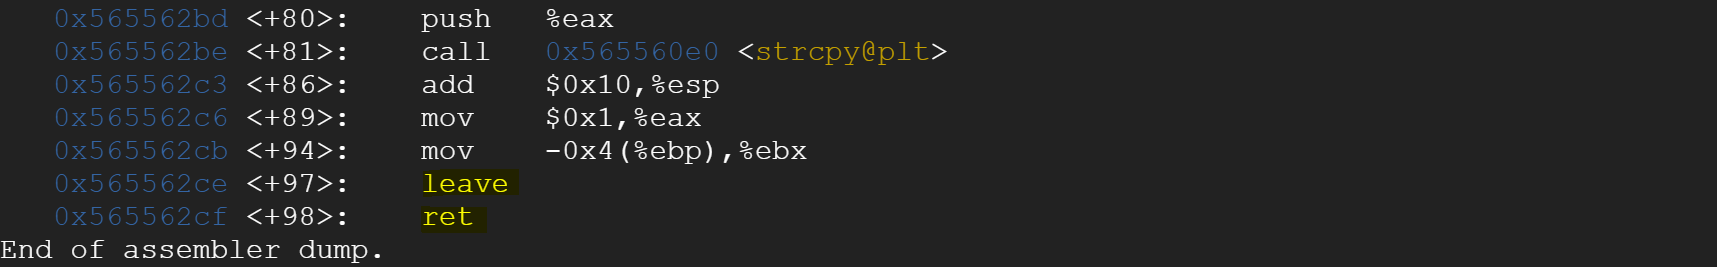 0x565562bd <+80>: push %eax
0x565562be <+81>: call 0x565560e0 <strcpy@plt>
0x565562c3 <+86>: add $0x10,%esp
0x565562c6 <+89>: mov $0x1,%eax
0x565562cb <+94>: mov -0x4(%ebp),%ebx
0x565562ce <+97>: leave
0x565562cf <+98>: ret
End of assembler dump.